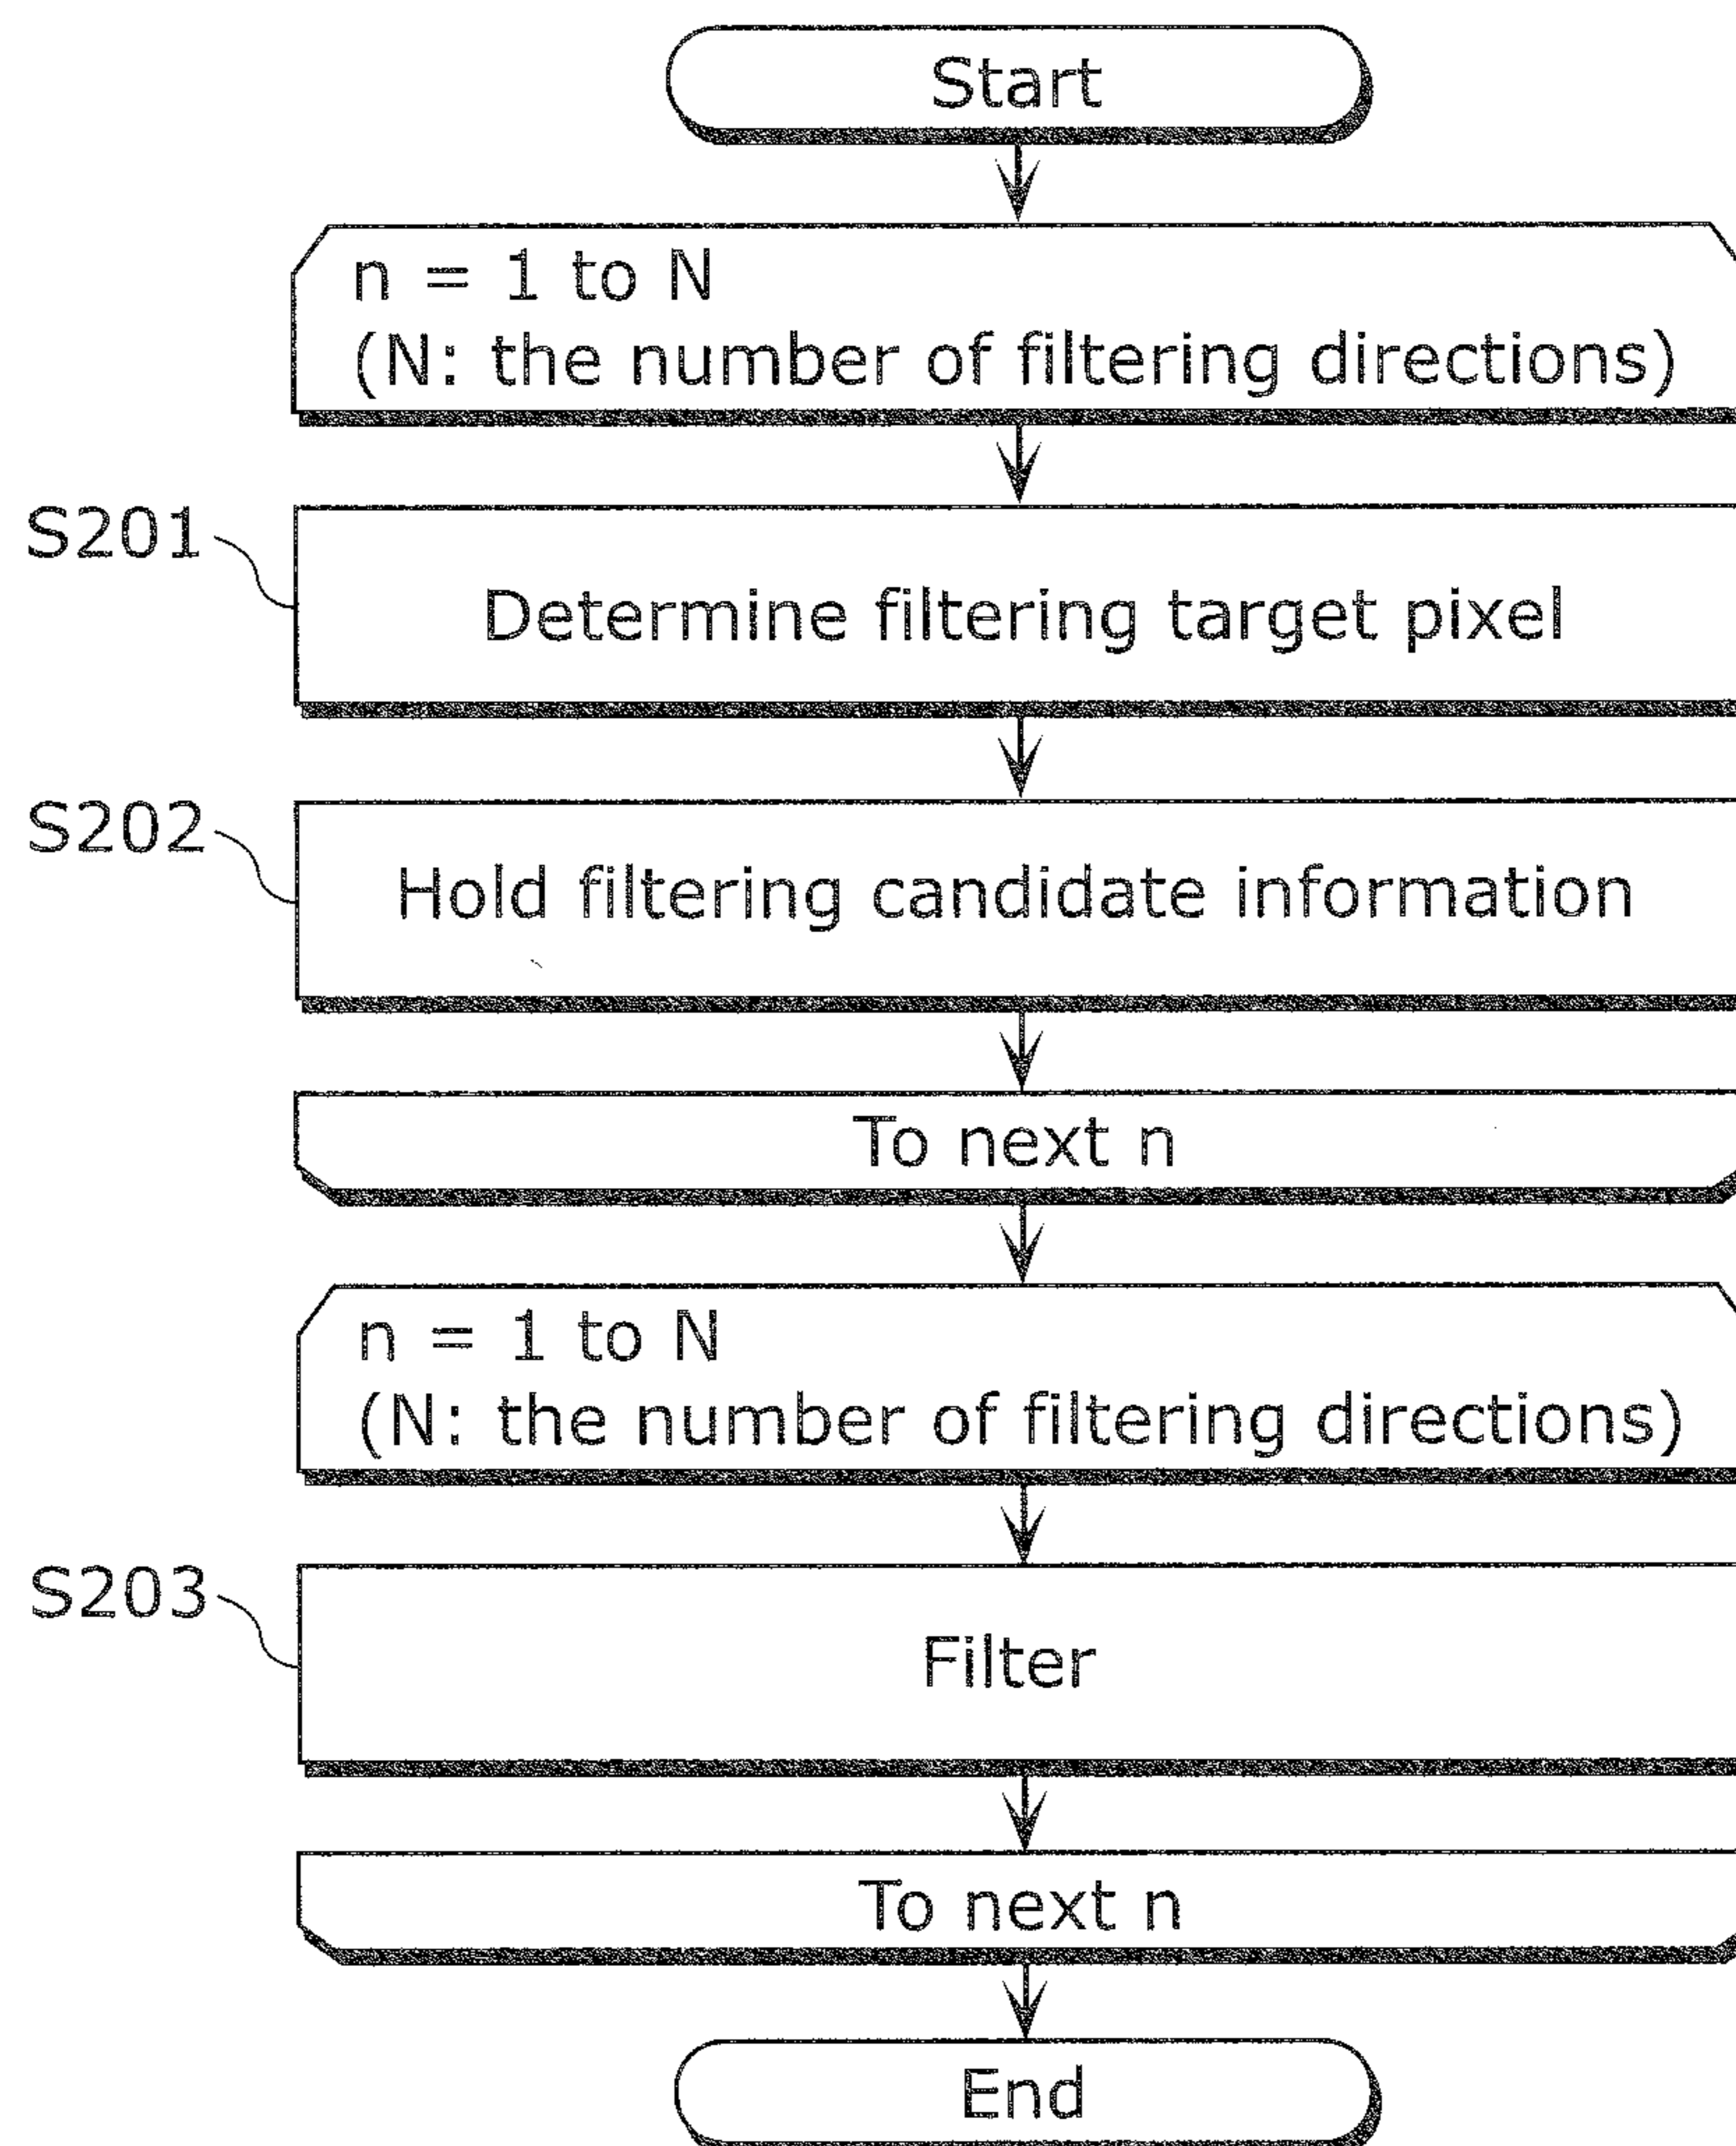 Start
n = 1 to N
(N: the number of filtering directions)
S201
Determine filtering target pixel
S202
Hold filtering candidate information
To next n
n = 1 to N
(N: the number of filtering directions)
S203
Filter
To next n
End